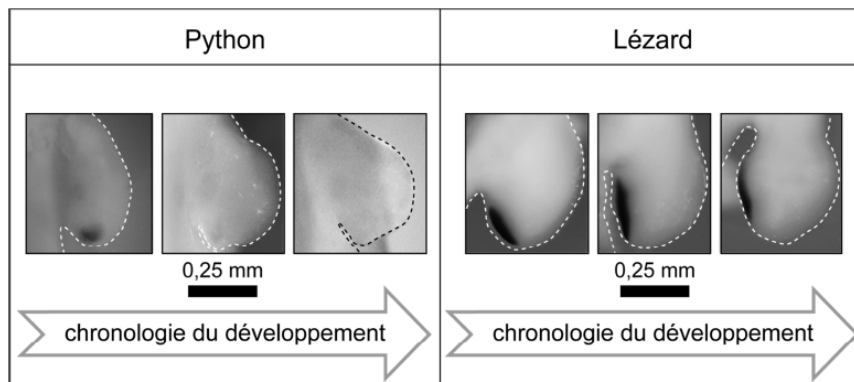 Python
Lézard
0,25 mm
0,25 mm
chronologie du développement
chronologie du développement